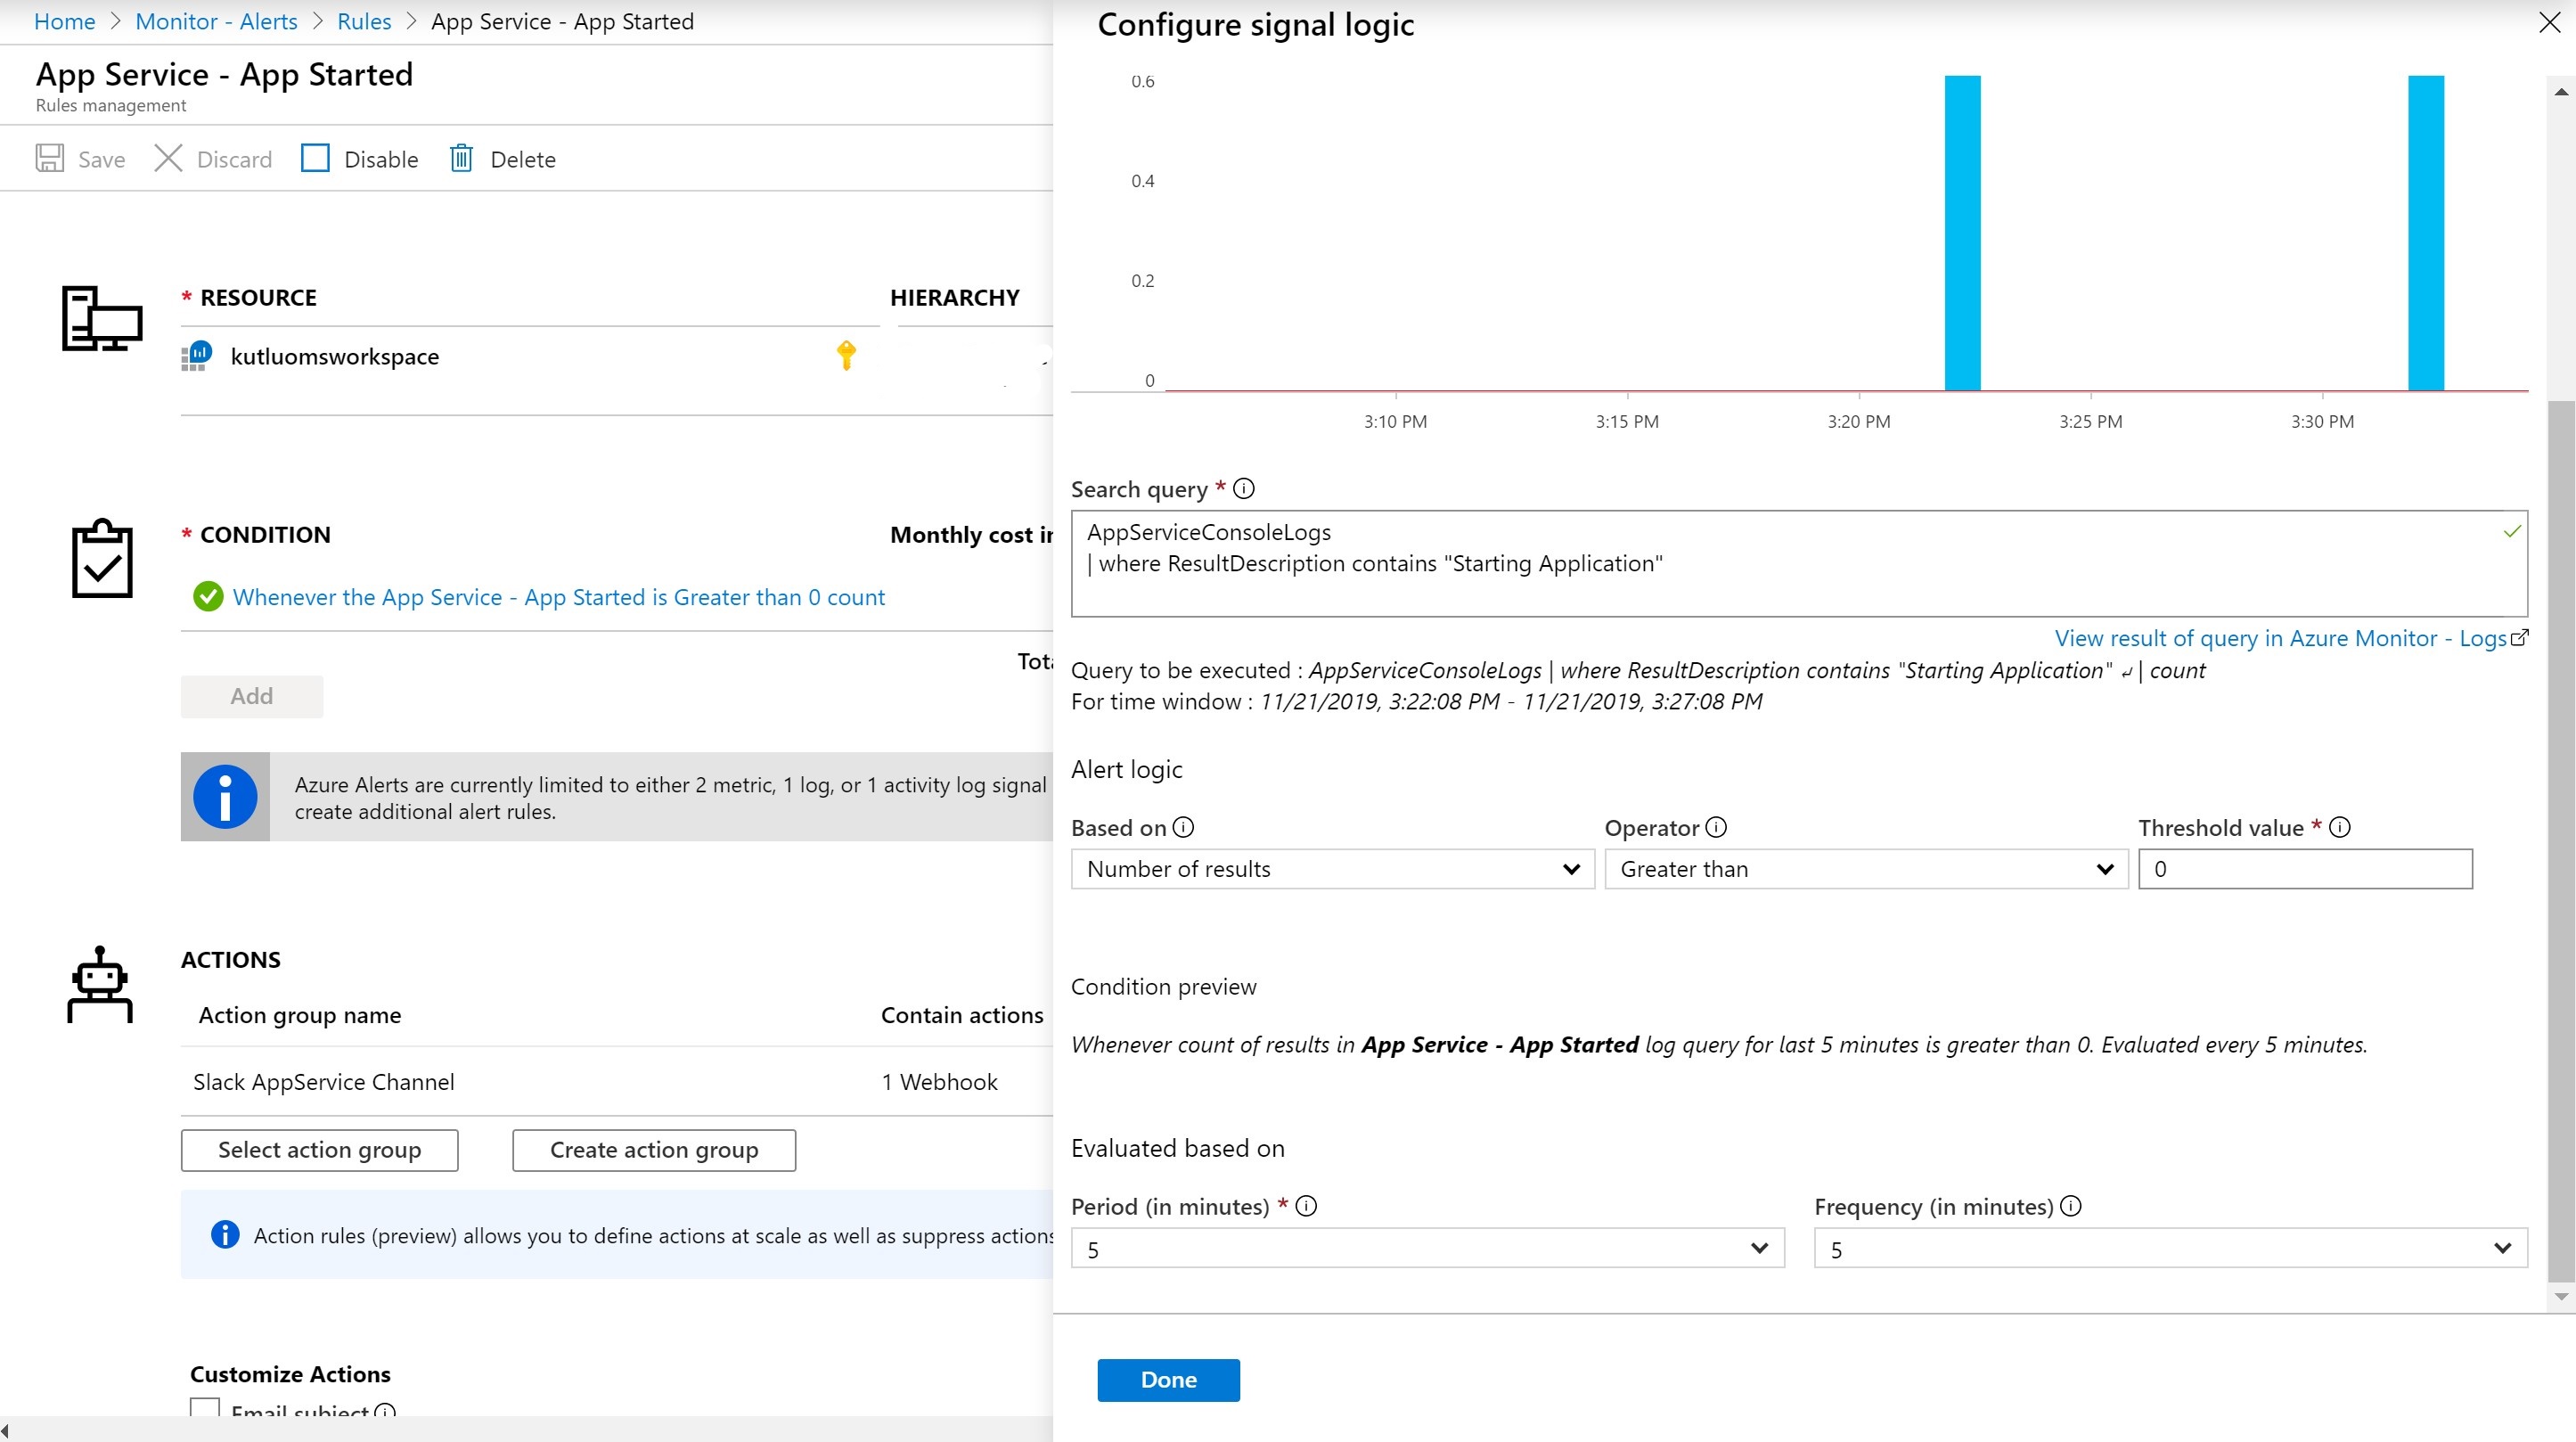 Home > Monitor - Alerts > Rules > App Service - App Started
App Service - App Started
Rules management
Save Discard Disable Delete
* RESOURCE HIERARCHY
kutluomsworkspace
* CONDITION Monthly cost
Whenever the App Service - App Started is Greater than 0 count
Add
Azure Alerts are currently limited to either 2 metric, 1 log, or 1 activity log signal
create additional alert rules.
ACTIONS
Action group name Contain actions
Slack AppService Channel 1 Webhook
Select action group Create action group
Action rules (preview) allows you to define actions at scale as well as suppress actions
Customize Actions
Email subject
Configure signal logic
0.6
0.4
0.2
0
3:10 PM 3:15 PM 3:20 PM 3:25 PM 3:30 PM
Search query *
AppServiceConsoleLogs
| where ResultDescription contains "Starting Application"
View result of query in Azure Monitor - Logs
Query to be executed : AppServiceConsoleLogs | where ResultDescription contains "Starting Application" ⤶ | count
For time window : 11/21/2019, 3:22:08 PM - 11/21/2019, 3:27:08 PM
Alert logic
Based on Operator Threshold value *
Number of results Greater than 0
Condition preview
Whenever count of results in App Service - App Started log query for last 5 minutes is greater than 0. Evaluated every 5 minutes.
Evaluated based on
Period (in minutes) * Frequency (in minutes)
5 5
Done